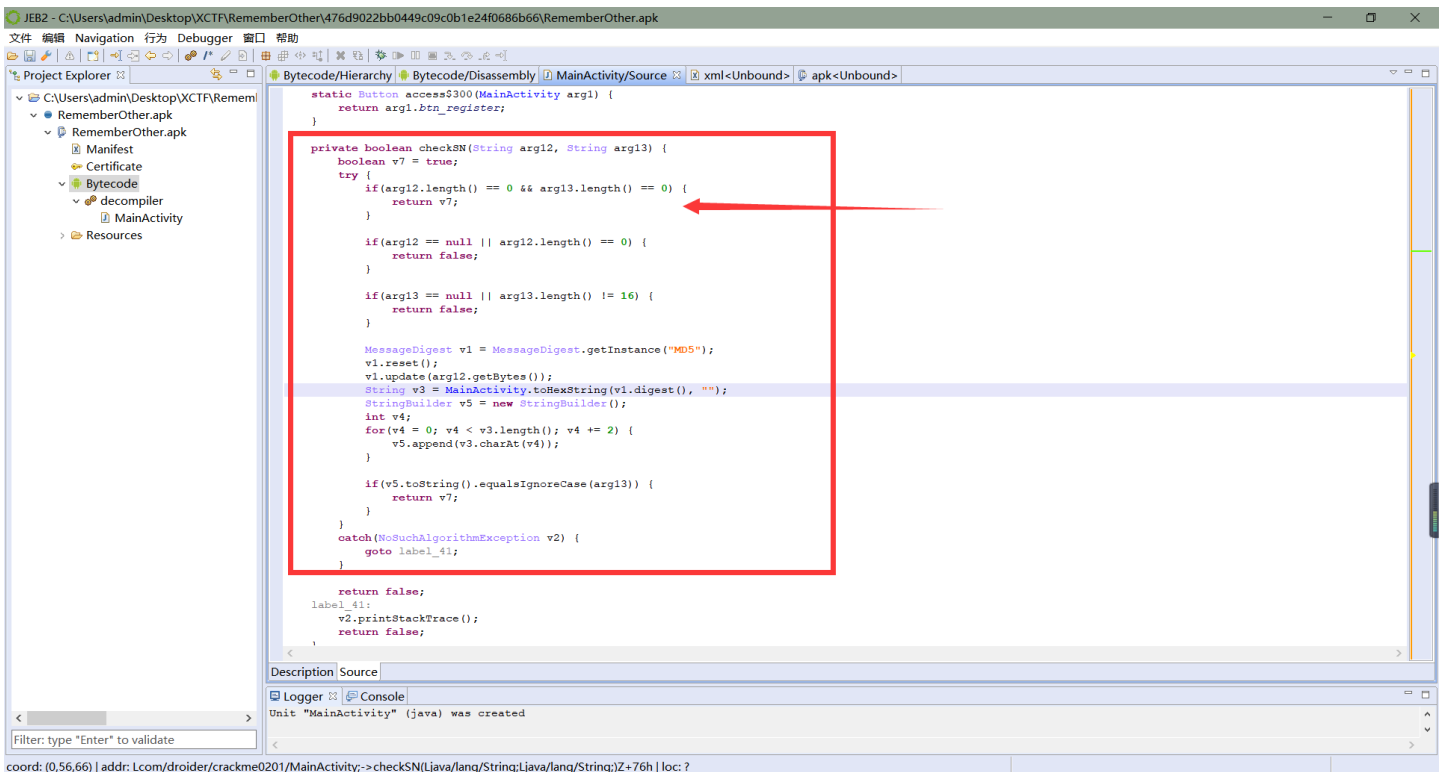 JEB2 - C:\Users\admin\Desktop\XCTF\RememberOther\476d9022bb0449c09c0b1e24f0686b66\RememberOther.apk
文件 编辑 Navigation 行为 Debugger 窗口 帮助
Project Explorer
Bytecode/Hierarchy Bytecode/Disassembly MainActivity/Source xml<Unbound> apk<Unbound>
C:\Users\admin\Desktop\XCTF\Rememl
RememberOther.apk
RememberOther.apk
Manifest
Certificate
Bytecode
decompiler
MainActivity
Resources
static Button access$300(MainActivity arg1) {
return arg1.btn_register;
}
private boolean checkSN(String arg12, String arg13) {
boolean v7 = true;
try {
if(arg12.length() == 0 && arg13.length() == 0) {
return v7;
}
if(arg12 == null || arg12.length() == 0) {
return false;
}
if(arg13 == null || arg13.length() != 16) {
return false;
}
MessageDigest v1 = MessageDigest.getInstance("MD5");
v1.reset();
v1.update(arg12.getBytes());
String v3 = MainActivity.toHexString(v1.digest(), "");
StringBuilder v5 = new StringBuilder();
int v4;
for(v4 = 0; v4 < v3.length(); v4 += 2) {
v5.append(v3.charAt(v4));
}
if(v5.toString().equalsIgnoreCase(arg13)) {
return v7;
}
}
catch(NoSuchAlgorithmException v2) {
goto label_41;
}
return false;
label_41:
v2.printStackTrace();
return false;
Description Source
Logger Console
Unit "MainActivity" (java) was created
Filter: type "Enter" to validate
coord: (0,56,66) | addr: Lcom/droider/crackme0201/MainActivity;->checkSN(Ljava/lang/String;Ljava/lang/String;)Z+76h | loc: ?